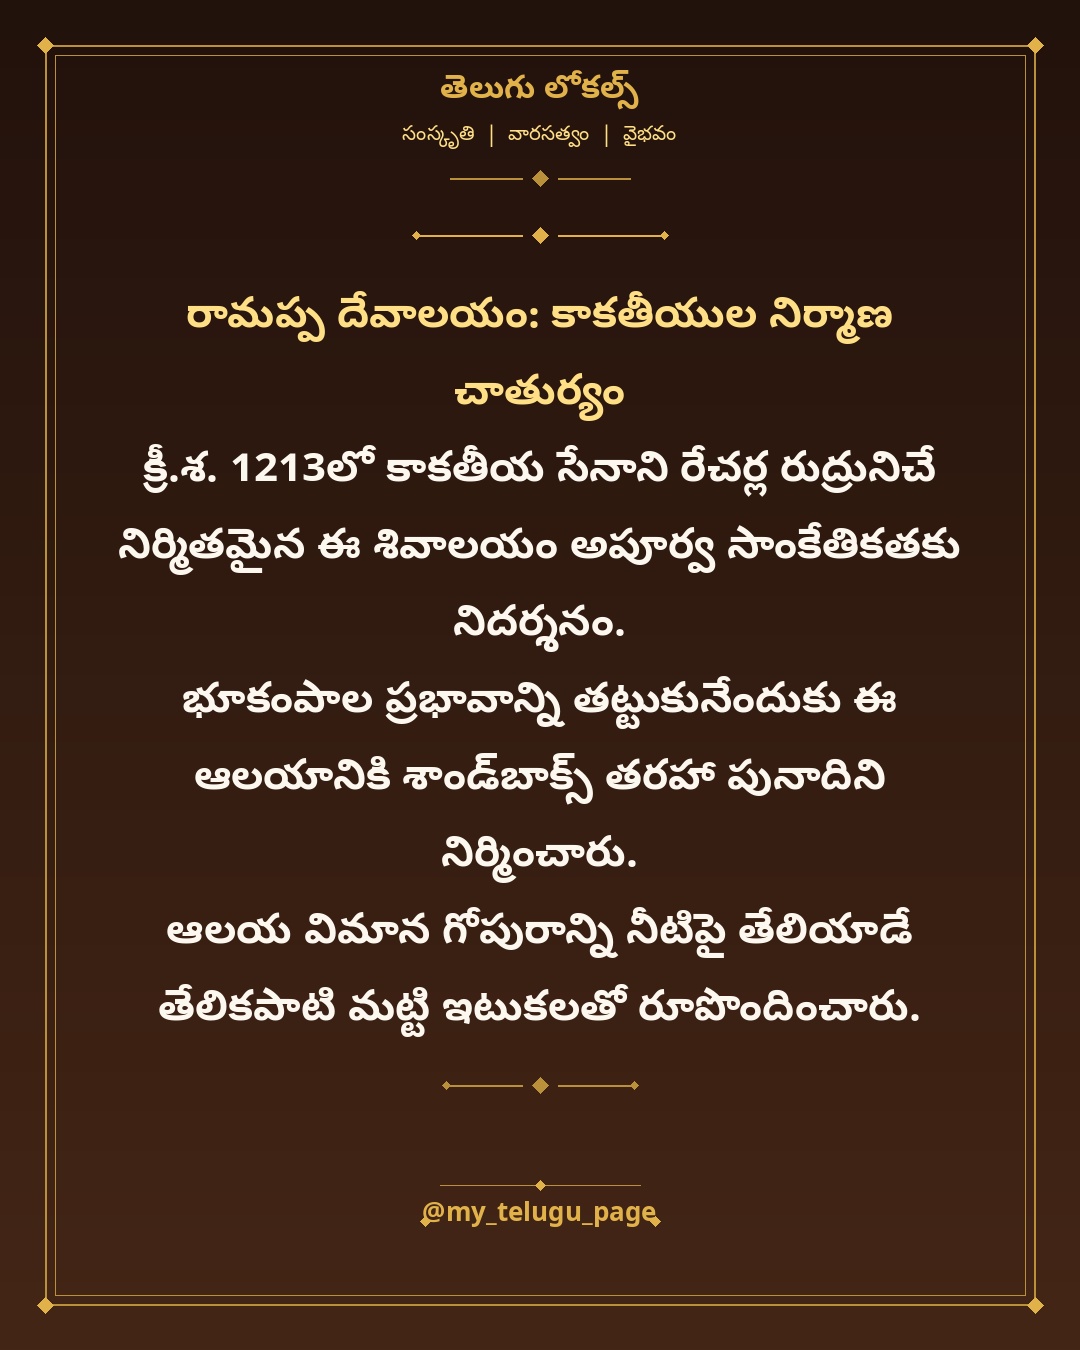 తెలుగు లోకల్స్
సంస్కృతి | వారసత్వం | వైభవం
రామప్ప దేవాలయం: కాకతీయుల నిర్మాణ
చాతుర్యం
క్రీ.శ. 1213లో కాకతీయ సేనాని రేచర్ల రుద్రునిచే
నిర్మితమైన ఈ శివాలయం అపూర్వ సాంకేతికతకు
నిదర్శనం.
భూకంపాల ప్రభావాన్ని తట్టుకునేందుకు ఈ
ఆలయానికి శాండ్‌బాక్స్ తరహా పునాదిని
నిర్మించారు.
ఆలయ విమాన గోపురాన్ని నీటిపై తేలియాడే
తేలికపాటి మట్టి ఇటుకలతో రూపొందించారు.
@my_telugu_page